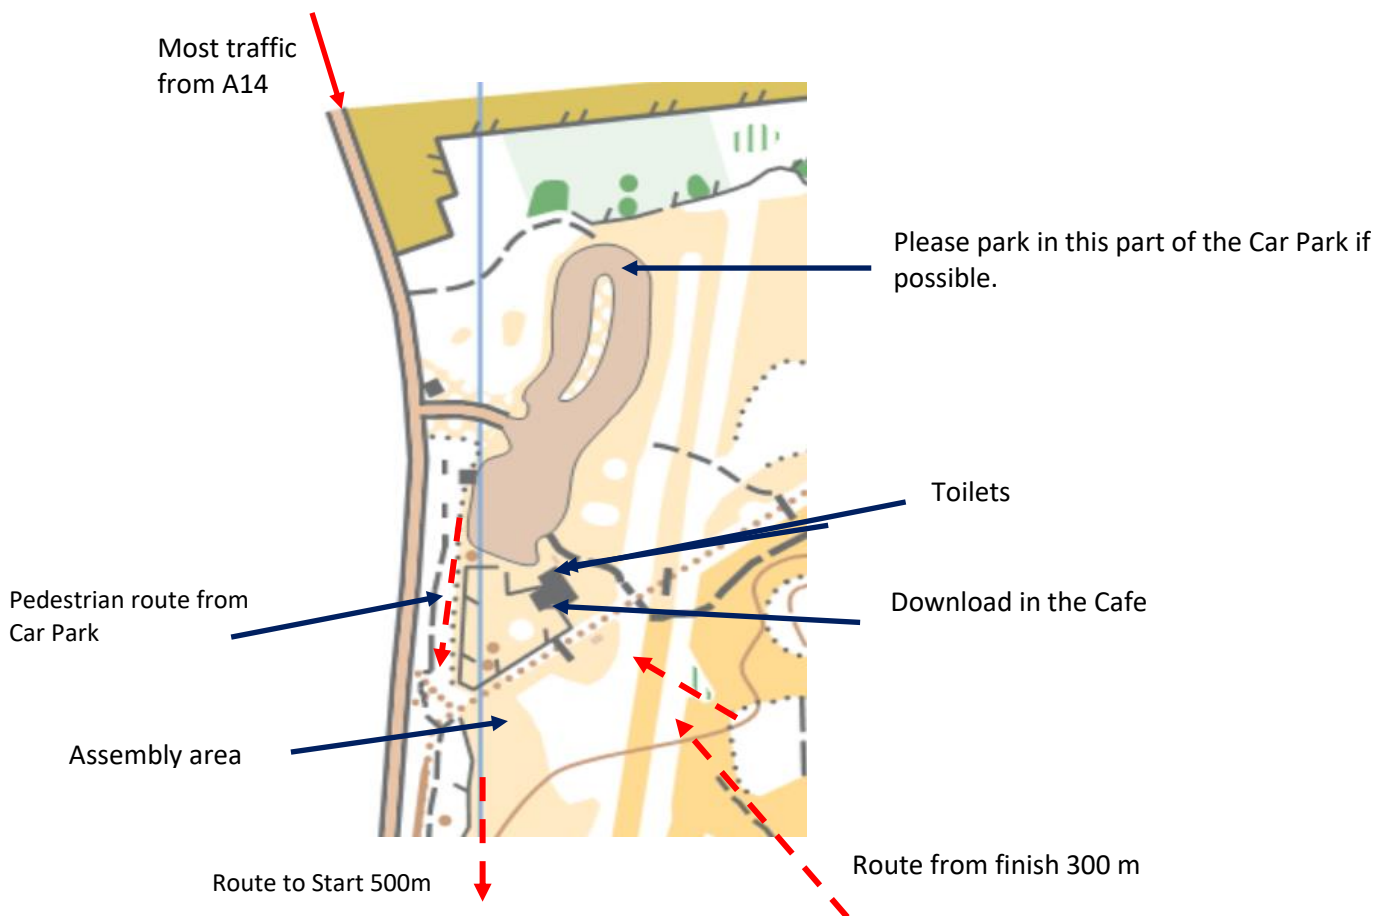 Most traffic
from A14
Please park in this part of the Car Park if
possible.
Toilets
Pedestrian route from
Car Park
Download in the Cafe
Assembly area
Route from finish 300 m
Route to Start 500m